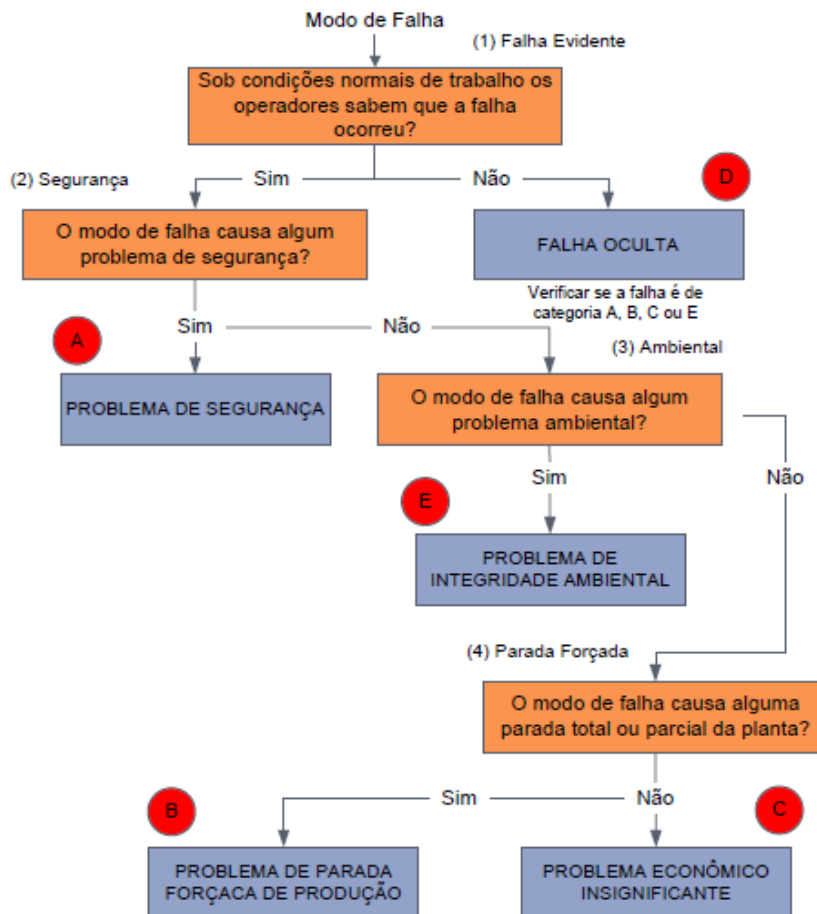 Modo de Falha
(1) Falha Evidente
Sob condições normais de trabalho os
operadores sabem que a falha
ocorreu?
(2) Segurança
Sim
Não
D
O modo de falha causa algum
problema de segurança?
FALHA OCULTA
Verificar se a falha é de
categoria A, B, C ou E
Sim
Não
A
(3) Ambiental
PROBLEMA DE SEGURANÇA
O modo de falha causa algum
problema ambiental?
Sim
Não
E
PROBLEMA DE
INTEGRIDADE AMBIENTAL
(4) Parada Forçada
O modo de falha causa alguma
parada total ou parcial da planta?
Sim
Não
B
C
PROBLEMA DE PARADA
FORÇACA DE PRODUÇÃO
PROBLEMA ECONÔMICO
INSIGNIFICANTE